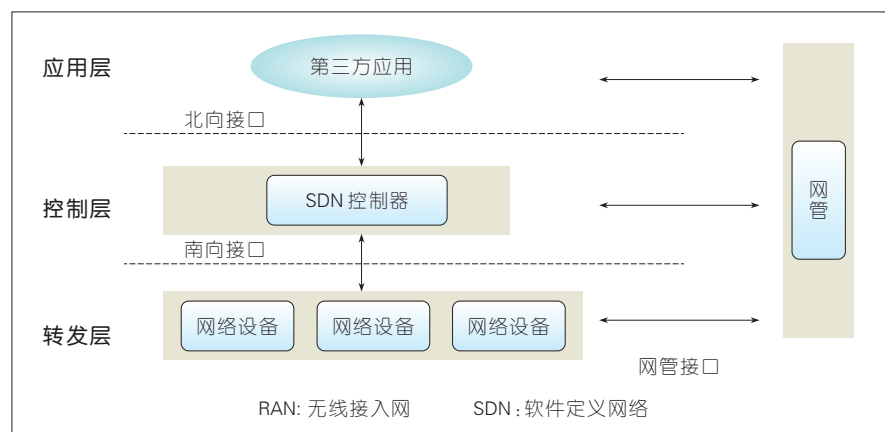 应用层
第三方应用
北向接口
控制层
SDN 控制器
网管
南向接口
转发层
网络设备 网络设备 网络设备
网管接口
RAN: 无线接入网 SDN：软件定义网络